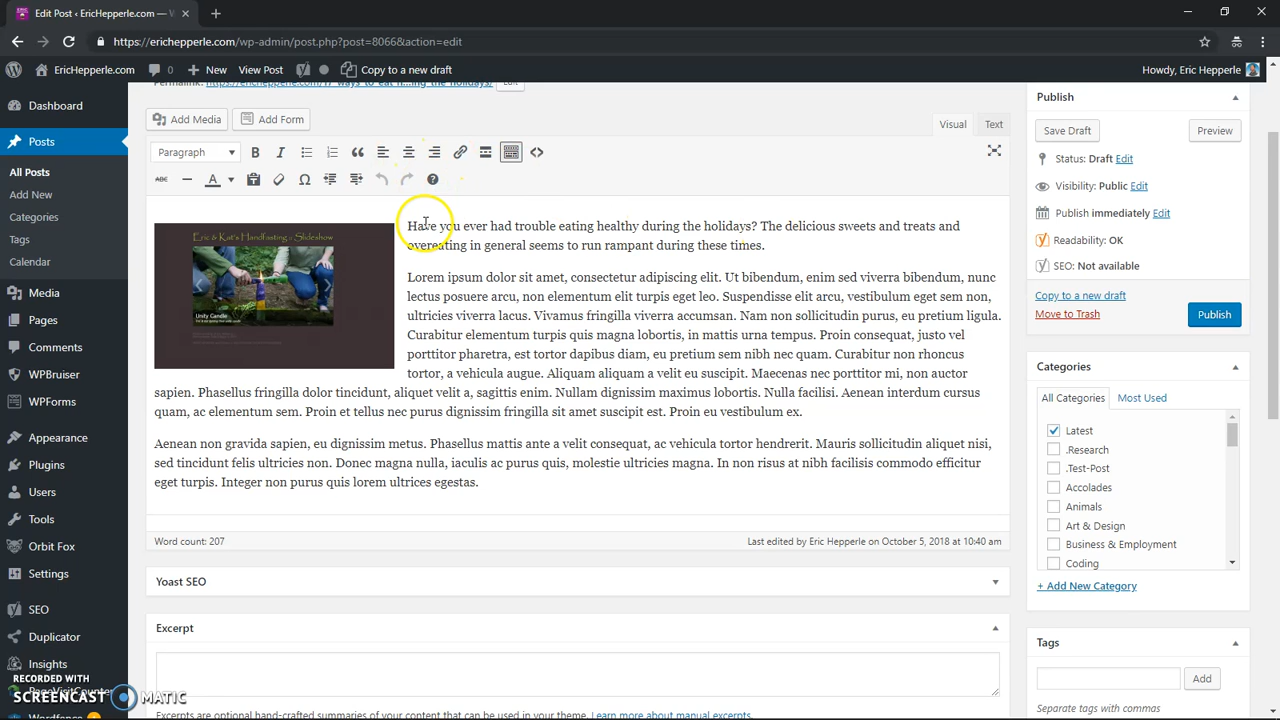 Edit Post ‹ EricHepperle.com — W
https://erichepperle.com/wp-admin/post.php?post=8066&action=edit
EricHepperle.com 0 + New View Post Copy to a new draft Howdy, Eric Hepperle
Permalink: https://erichepperle.com/17-ways-to-eat-h...ing-the-holidays/ Edit
Dashboard
Posts
All Posts
Add New
Categories
Tags
Calendar
Media
Pages
Comments
WPBruiser
WPForms
Appearance
Plugins
Users
Tools
Orbit Fox
Settings
SEO
Duplicator
Insights
PageVisitCounter
Wordfence
RECORDED WITH
SCREENCAST MATIC
Add Media Add Form Visual Text
Paragraph B I
ABC A
Eric & Kat's Handfasting :: Slideshow
Unity Candle
Have you ever had trouble eating healthy during the holidays? The delicious sweets and treats and
overeating in general seems to run rampant during these times.
Lorem ipsum dolor sit amet, consectetur adipiscing elit. Ut bibendum, enim sed viverra bibendum, nunc
lectus posuere arcu, non elementum elit turpis eget leo. Suspendisse elit arcu, vestibulum eget sem non,
ultricies viverra lacus. Vivamus fringilla viverra accumsan. Nam non sollicitudin purus, eu pretium ligula.
Curabitur elementum turpis quis magna lobortis, in mattis urna tempus. Proin consequat, justo vel
porttitor pharetra, est tortor dapibus diam, eu pretium sem nibh nec quam. Curabitur non rhoncus
tortor, a vehicula augue. Aliquam aliquam a velit eu suscipit. Maecenas nec porttitor mi, non auctor
sapien. Phasellus fringilla dolor tincidunt, aliquet velit a, sagittis enim. Nullam dignissim maximus lobortis. Nulla facilisi. Aenean interdum cursus
quam, ac elementum sem. Proin et tellus nec purus dignissim fringilla sit amet suscipit est. Proin eu vestibulum ex.
Aenean non gravida sapien, eu dignissim metus. Phasellus mattis ante a velit consequat, ac vehicula tortor hendrerit. Mauris sollicitudin aliquet nisi,
sed tincidunt felis ultricies non. Donec magna nulla, iaculis ac purus quis, molestie ultricies magna. In non risus at nibh facilisis commodo efficitur
eget turpis. Integer non purus quis lorem ultrices egestas.
Word count: 207 Last edited by Eric Hepperle on October 5, 2018 at 10:40 am
Yoast SEO
Excerpt
Excerpts are optional hand-crafted summaries of your content that can be used in your theme. Learn more about manual excerpts.
Publish
Save Draft Preview
Status: Draft Edit
Visibility: Public Edit
Publish immediately Edit
Readability: OK
SEO: Not available
Copy to a new draft
Move to Trash Publish
Categories
All Categories Most Used
Latest
.Research
.Test-Post
Accolades
Animals
Art & Design
Business & Employment
Coding
+ Add New Category
Tags
Add
Separate tags with commas